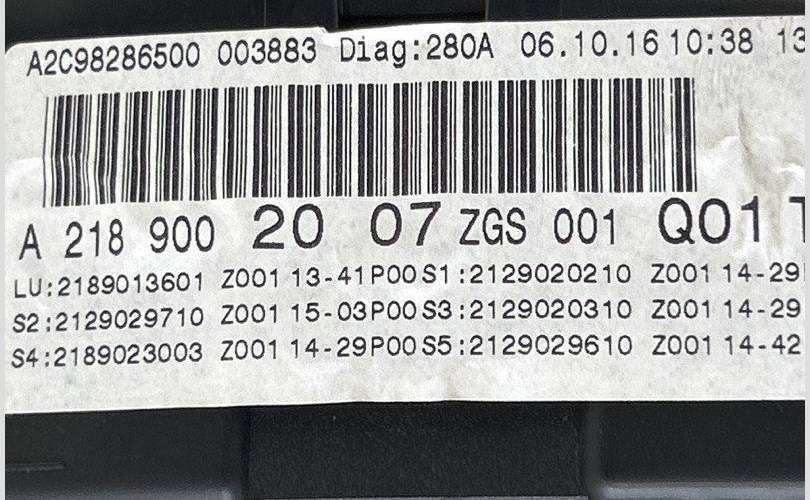 A2C98286500 003883 Diag:280A 06.10.16 10:38 13
A 218 900 20 07 ZGS 001 Q01 T
LU:2189013601 Z001 13-41P00 S1:2129020210 Z001 14-29
S2:2129029710 Z001 15-03P00 S3:2129020310 Z001 14-29
S4:2189023003 Z001 14-29P00 S5:2129029610 Z001 14-42